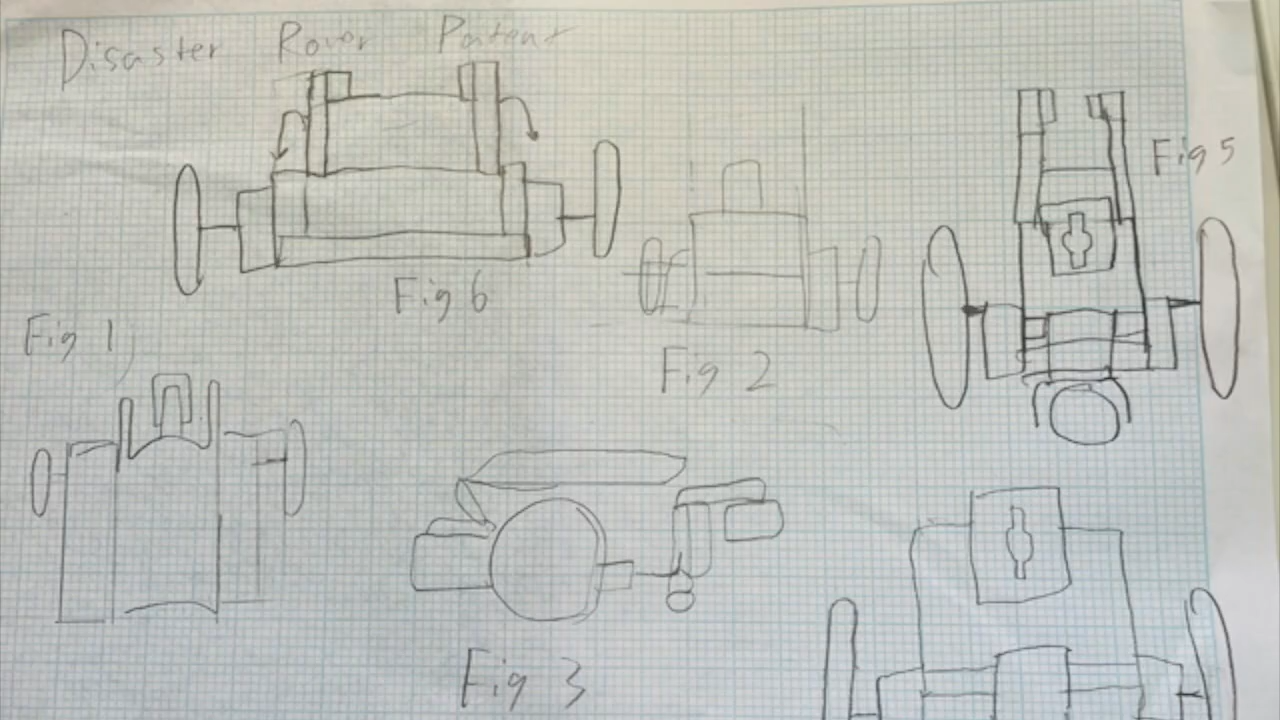 Disaster Rover Patent
Fig 5
Fig 6
Fig 1)
Fig 2
Fig 3